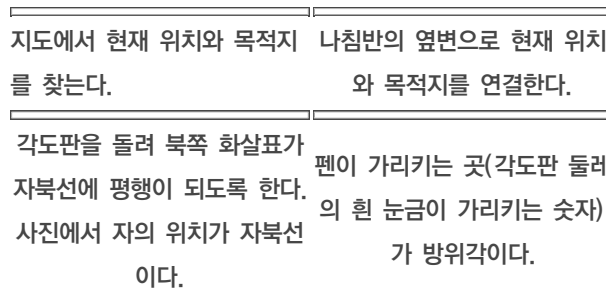 지도에서 현재 위치와 목적지
를 찾는다.
나침반의 옆변으로 현재 위치
와 목적지를 연결한다.
각도판을 돌려 북쪽 화살표가
자북선에 평행이 되도록 한다.
사진에서 자의 위치가 자북선
이다.
펜이 가리키는 곳(각도판 둘레
의 흰 눈금이 가리키는 숫자)
가 방위각이다.